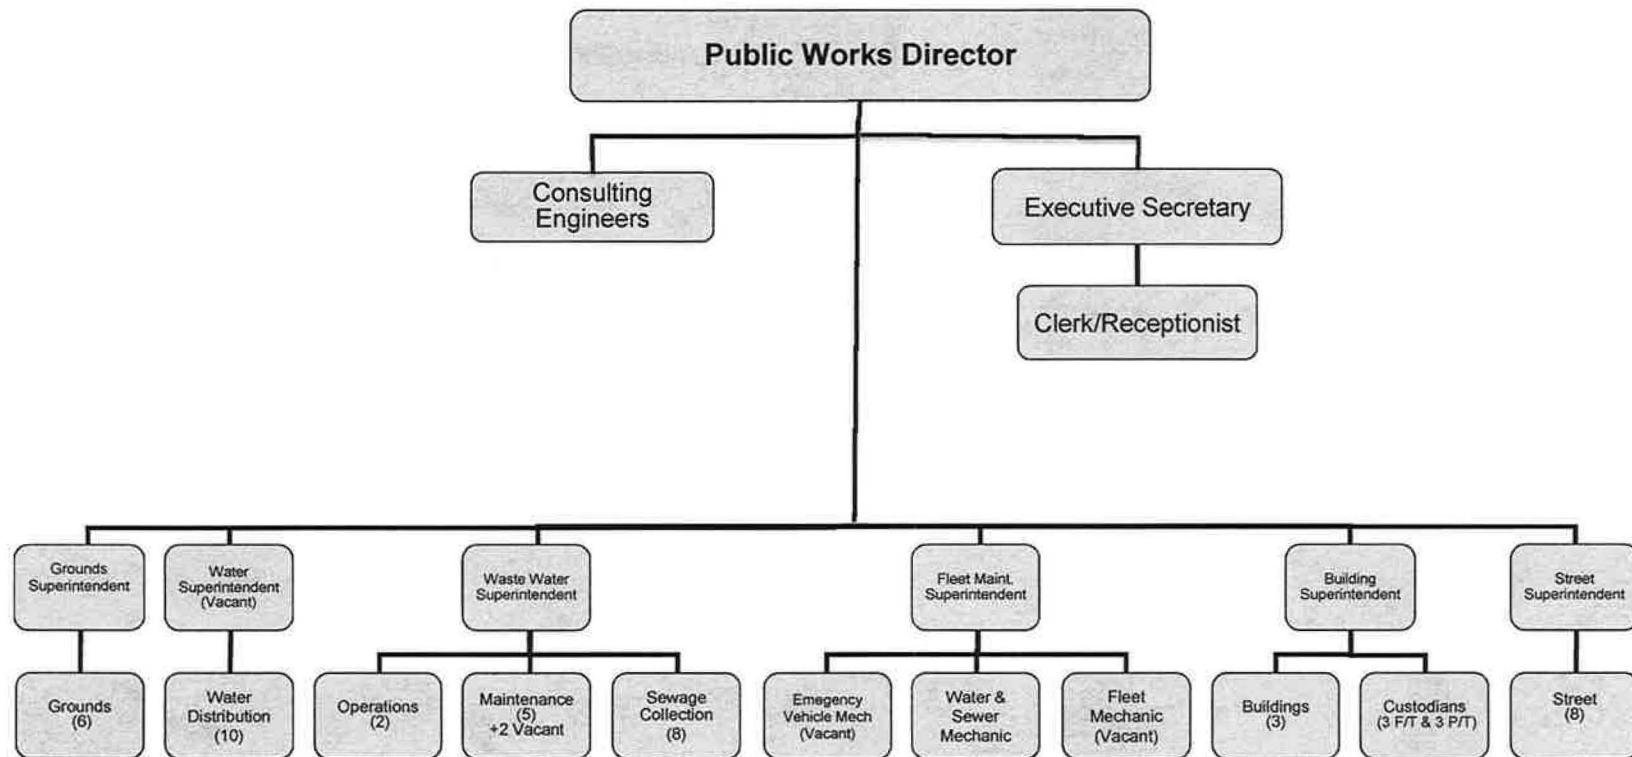 Public Works Director
Consulting
Engineers
Executive Secretary
Clerk/Receptionist
Grounds
Superintendent
Water
Superintendent
(Vacant)
Waste Water
Superintendent
Fleet Maint.
Superintendent
Building
Superintendent
Street
Superintendent
Grounds
(6)
Water
Distribution
(10)
Operations
(2)
Maintenance
(5)
+2 Vacant
Sewage
Collection
(8)
Emegency
Vehicle Mech
(Vacant)
Water &
Sewer
Mechanic
Fleet
Mechanic
(Vacant)
Buildings
(3)
Custodians
(3 F/T & 3 P/T)
Street
(8)